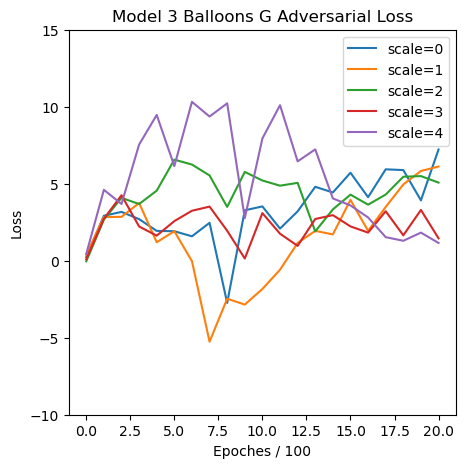 Model 3 Balloons G Adversarial Loss
15
10
5
0
−5
−10
Loss
scale=0
scale=1
scale=2
scale=3
scale=4
0.0 2.5 5.0 7.5 10.0 12.5 15.0 17.5 20.0
Epoches / 100